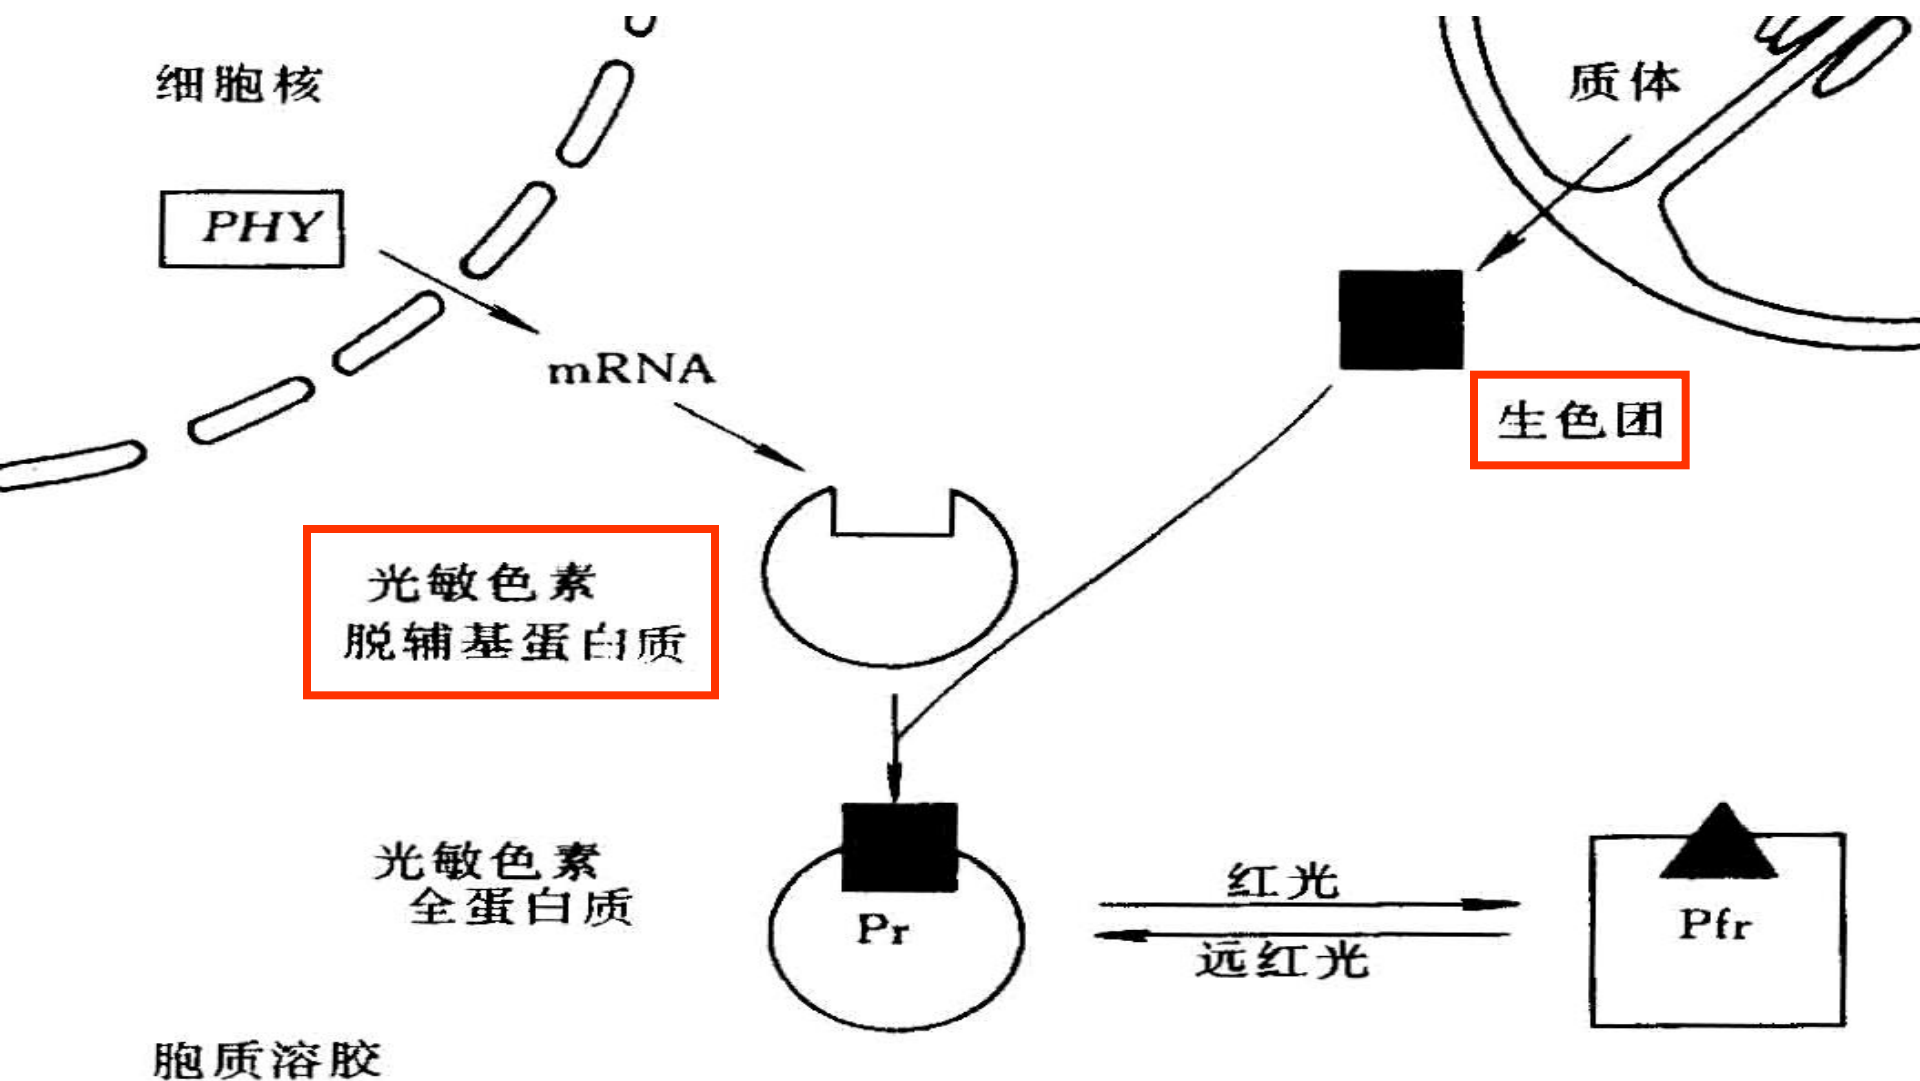 细胞核
质体
PHY
mRNA
生色团
光敏色素
脱辅基蛋白质
光敏色素
全蛋白质
Pr
红光
远红光
Pfr
胞质溶胶